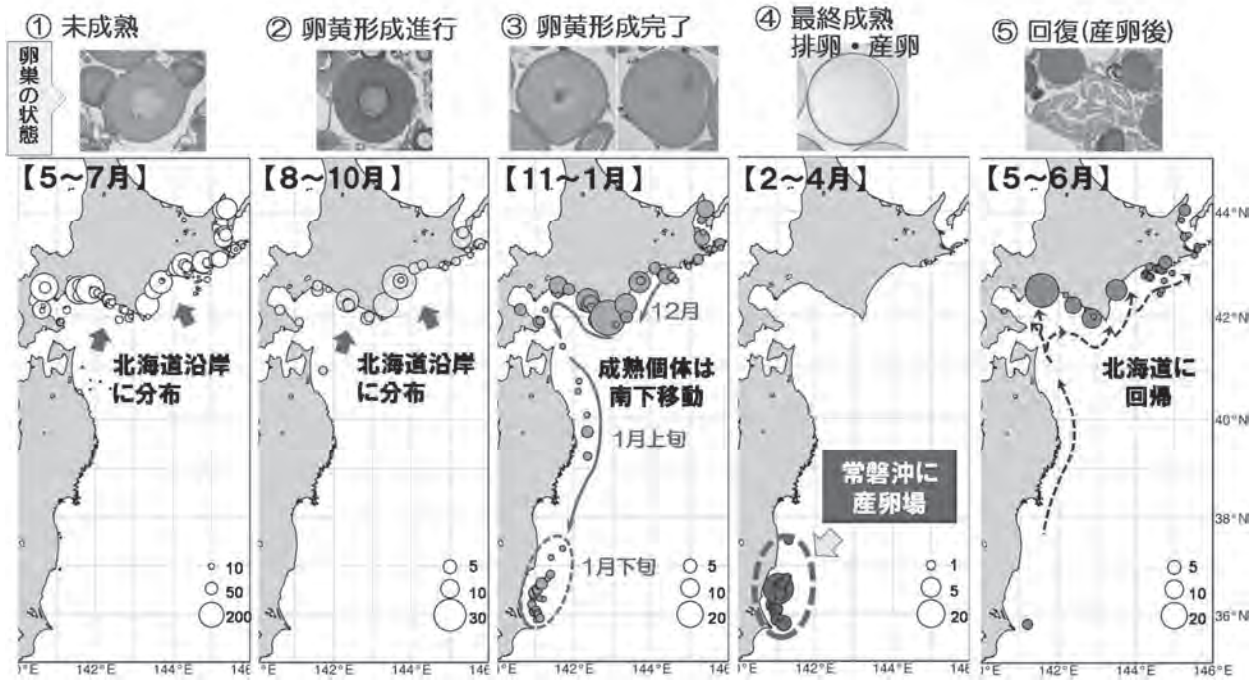 ① 未成熟
② 卵黄形成進行
③ 卵黄形成完了
④ 最終成熟
排卵・産卵
⑤ 回復(産卵後)
卵巣の状態
【5〜7月】
北海道沿岸
に分布
10
50
200
142°E
144°E
【8〜10月】
北海道沿岸
に分布
5
10
30
142°E
144°E
【11〜1月】
12月
成熟個体は
南下移動
1月上旬
1月下旬
5
10
20
142°E
144°E
【2〜4月】
常磐沖に
産卵場
1
5
20
142°E
144°E
【5〜6月】
北海道に
回帰
5
10
20
44°N
42°N
40°N
38°N
36°N
142°E
144°E
146°E